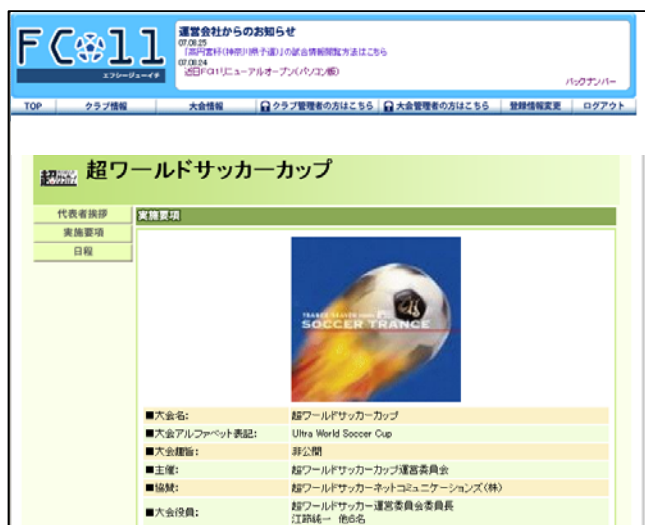 FCα11
エフシージューイチ
運営会社からのお知らせ
07.08.25
「高円宮杯(神奈川県予選)」の試合情報閲覧方法はこちら
07.08.24
近日FCα11リニューアルオープン(パソコン版)
バックナンバー
TOP クラブ情報 大会情報 クラブ管理者の方はこちら 大会管理者の方はこちら 登録情報変更 ログアウト
超ワールドサッカーカップ
代表者挨拶
実施要項
日程
実施要項
SOCCER TRANCE
■大会名: 超ワールドサッカーカップ
■大会アルファベット表記: Ultra World Soccer Cup
■大会趣旨: 非公開
■主催: 超ワールドサッカーカップ運営委員会
■協賛: 超ワールドサッカーネットコミュニケーションズ(株)
■大会役員: 超ワールドサッカー運営委員会委員長
江節純一 他6名